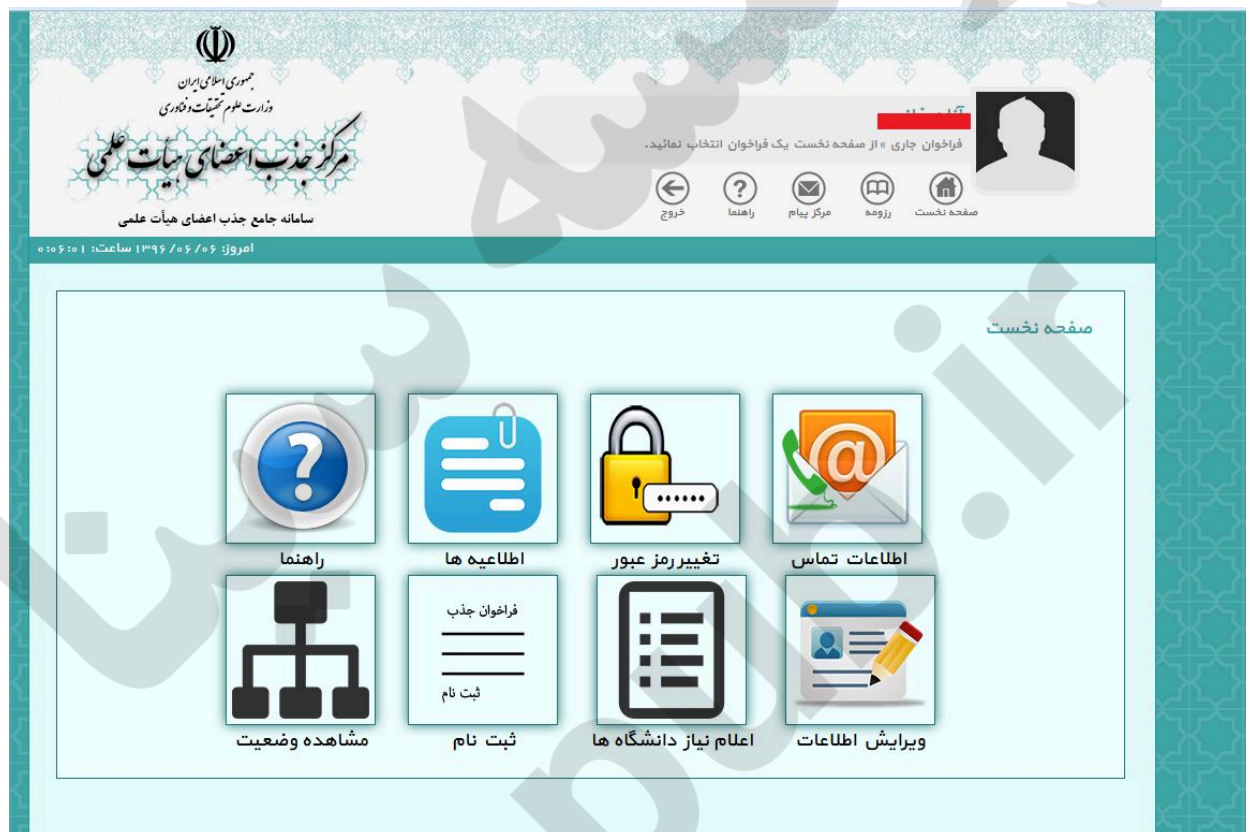 جمهوری اسلامی ایران
وزارت علوم تحقیقات و فناوری
مرکز جذب اعضای هیأت علمی
سامانه جامع جذب اعضای هیأت علمی
فراخوان جاری » از صفحه نخست یک فراخوان انتخاب نمائید.
صفحه نخست رزومه مرکز پیام راهنما خروج
امروز: ۱۳۹۶/۰۶/۰۶ ساعت: ۰:۰۶:۰۱
صفحه نخست
اطلاعات تماس تغییر رمز عبور اطلاعیه ها راهنما
فراخوان جذب
ثبت نام
ویرایش اطلاعات اعلام نیاز دانشگاه ها ثبت نام مشاهده وضعیت